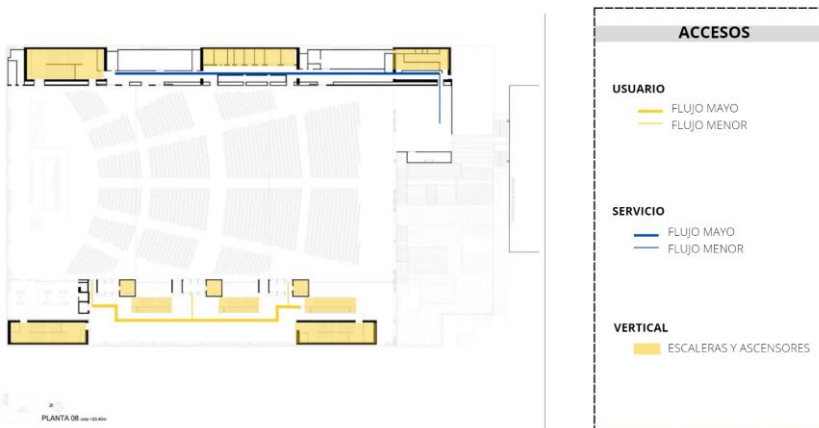 ACCESOS
USUARIO
FLUJO MAYO
FLUJO MENOR
SERVICIO
FLUJO MAYO
FLUJO MENOR
VERTICAL
ESCALERAS Y ASCENSORES
PLANTA 08